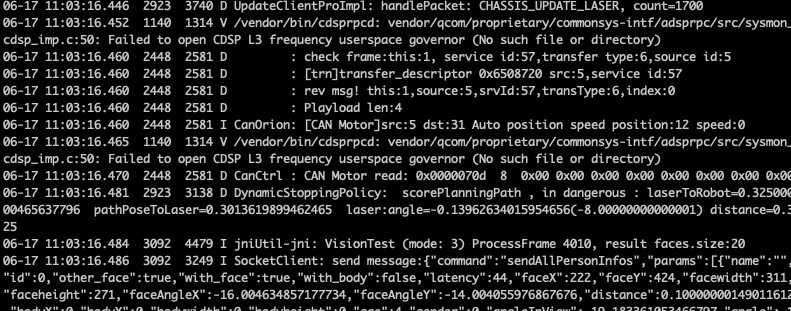 06-17 11:03:16.446  2923  3740 D UpdateClientProImpl: handlePacket: CHASSIS_UPDATE_LASER, count=1700
06-17 11:03:16.452  1140  1314 V /vendor/bin/cdsprpcd: vendor/qcom/proprietary/commonsys-intf/adsprpc/src/sysmon_
cdsp_imp.c:50: Failed to open CDSP L3 frequency userspace governor (No such file or directory)
06-17 11:03:16.460  2448  2581 D         : check frame:this:1, service id:57,transfer type:6,source id:5
06-17 11:03:16.460  2448  2581 D         : [trn]transfer_descriptor 0x6508720 src:5,service id:57
06-17 11:03:16.460  2448  2581 D         : rev msg! this:1,source:5,srvId:57,transType:6,index:0
06-17 11:03:16.460  2448  2581 D         : Playload len:4
06-17 11:03:16.460  2448  2581 I CanOrion: [CAN Motor]src:5 dst:31 Auto position speed position:12 speed:0
06-17 11:03:16.465  1140  1314 V /vendor/bin/cdsprpcd: vendor/qcom/proprietary/commonsys-intf/adsprpc/src/sysmon_
cdsp_imp.c:50: Failed to open CDSP L3 frequency userspace governor (No such file or directory)
06-17 11:03:16.470  2448  2581 D CanCtrl : CAN Motor read: 0x0000070d  8  0x00 0x00 0x00 0x00 0x00 0x00 0x00 0x00
06-17 11:03:16.481  2923  3138 D DynamicStoppingPolicy:  scorePlanningPath , in dangerous : laserToRobot=0.325000
00465637796  pathPoseToLaser=0.3013619899462465  laser:angle=-0.13962634015954656(-8.00000000000001) distance=0.3
25
06-17 11:03:16.484  3092  4479 I jniUtil-jni: VisionTest (mode: 3) ProcessFrame 4010, result faces.size:20
06-17 11:03:16.486  3092  3249 I SocketClient: send message:{"command":"sendAllPersonInfos","params":[{"name":"",
"id":0,"other_face":true,"with_face":true,"with_body":false,"latency":44,"faceX":222,"faceY":424,"facewidth":311,
"faceheight":271,"faceAngleX":-16.004634857177734,"faceAngleY":-14.004055976867676,"distance":0.10000000149011612